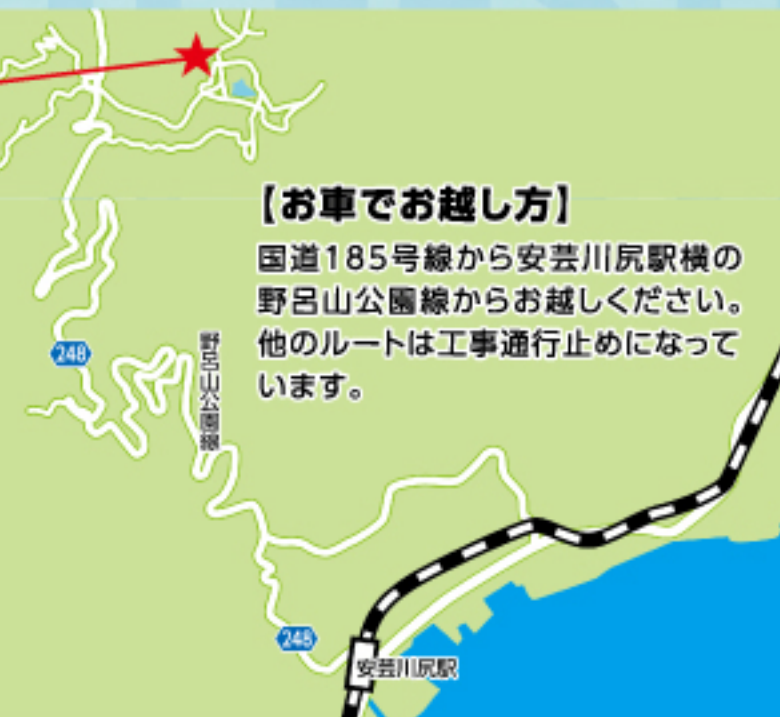 【お車でお越し方】
国道185号線から安芸川尻駅横の
野呂山公園線からお越しください。
他のルートは工事通行止めになって
います。
248
野呂山公園線
248
安芸川尻駅